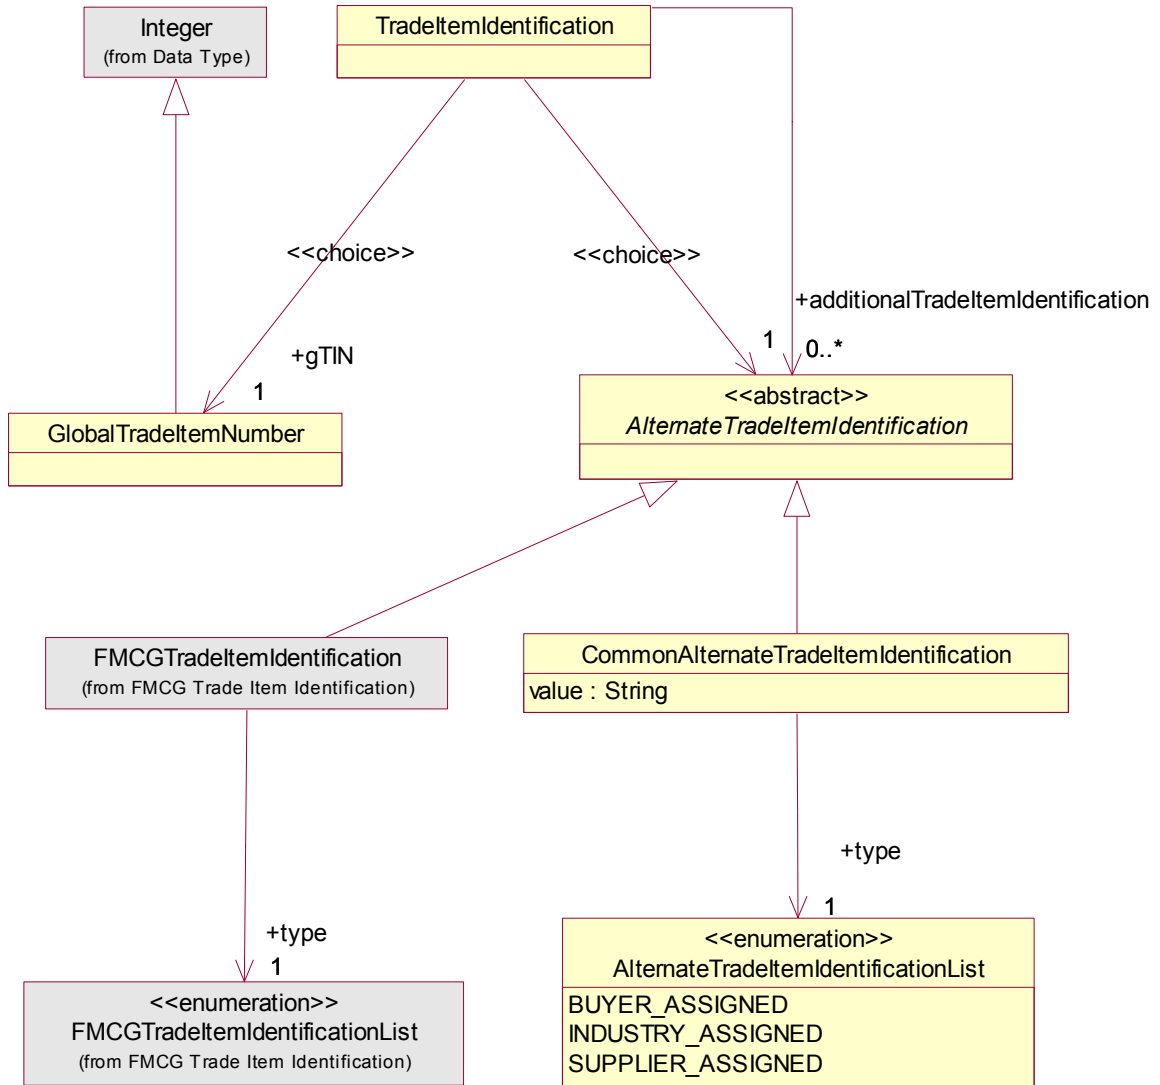 Integer
(from Data Type)
TradeItemIdentification
<<choice>>
<<choice>>
+additionalTradeItemIdentification
1
0..*
+gTIN
1
<<abstract>>
AlternateTradeItemIdentification
GlobalTradeItemNumber
FMCGTradeItemIdentification
(from FMCG Trade Item Identification)
CommonAlternateTradeItemIdentification
value : String
+type
1
+type
1
<<enumeration>>
AlternateTradeItemIdentificationList
BUYER_ASSIGNED
INDUSTRY_ASSIGNED
SUPPLIER_ASSIGNED
<<enumeration>>
FMCGTradeItemIdentificationList
(from FMCG Trade Item Identification)